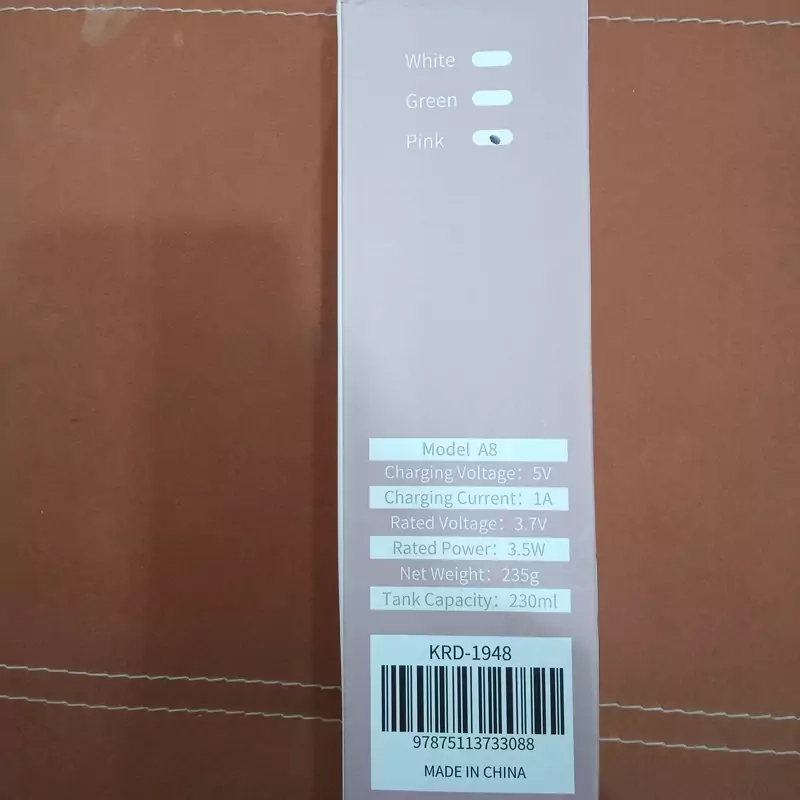 White
Green
Pink
Model A8
Charging Voltage: 5V
Charging Current: 1A
Rated Voltage: 3.7V
Rated Power: 3.5W
Net Weight: 235g
Tank Capacity: 230ml
KRD-1948
97875113733088
MADE IN CHINA